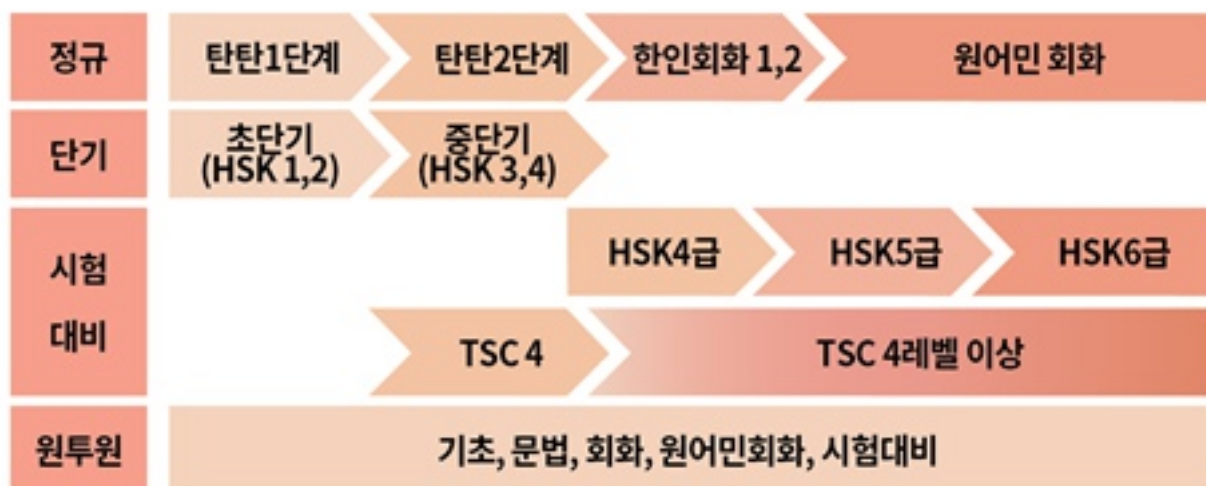 정규
탄탄1단계
탄탄2단계
한인회화 1,2
원어민 회화
단기
초단기
(HSK 1,2)
중단기
(HSK 3,4)
시험
대비
HSK4급
HSK5급
HSK6급
TSC 4
TSC 4레벨 이상
원투원
기초, 문법, 회화, 원어민회화, 시험대비